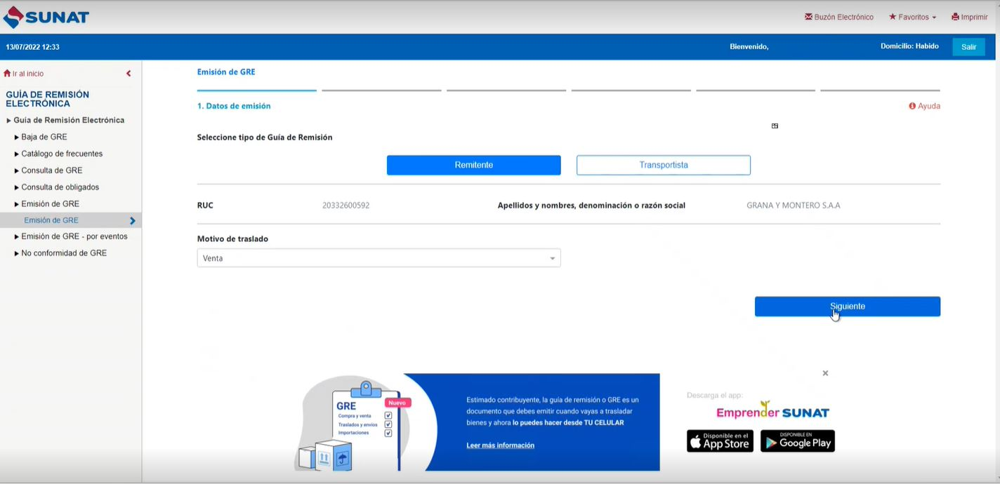 SUNAT
Buzón Electrónico Favoritos Imprimir
13/07/2022 12:33 Bienvenido, Domicilio: Habido Salir
Ir al inicio
GUÍA DE REMISIÓN
ELECTRÓNICA
Guía de Remisión Electrónica
Baja de GRE
Catálogo de frecuentes
Consulta de GRE
Consulta de obligados
Emisión de GRE
Emisión de GRE
Emisión de GRE - por eventos
No conformidad de GRE
Emisión de GRE
1. Datos de emisión Ayuda
Seleccione tipo de Guía de Remisión
Remitente Transportista
RUC 20332600592 Apellidos y nombres, denominación o razón social GRANA Y MONTERO S.A.A
Motivo de traslado
Venta
Siguiente
GRE
Nuevo
Compra y venta
Traslados y envios
Importaciones
Estimado contribuyente, la guía de remisión o GRE es un
documento que debes emitir cuando vayas a trasladar
bienes y ahora lo puedes hacer desde TU CELULAR
Leer más información
Descarga el app:
Emprender SUNAT
Disponible en el
App Store
DISPONIBLE EN
Google Play